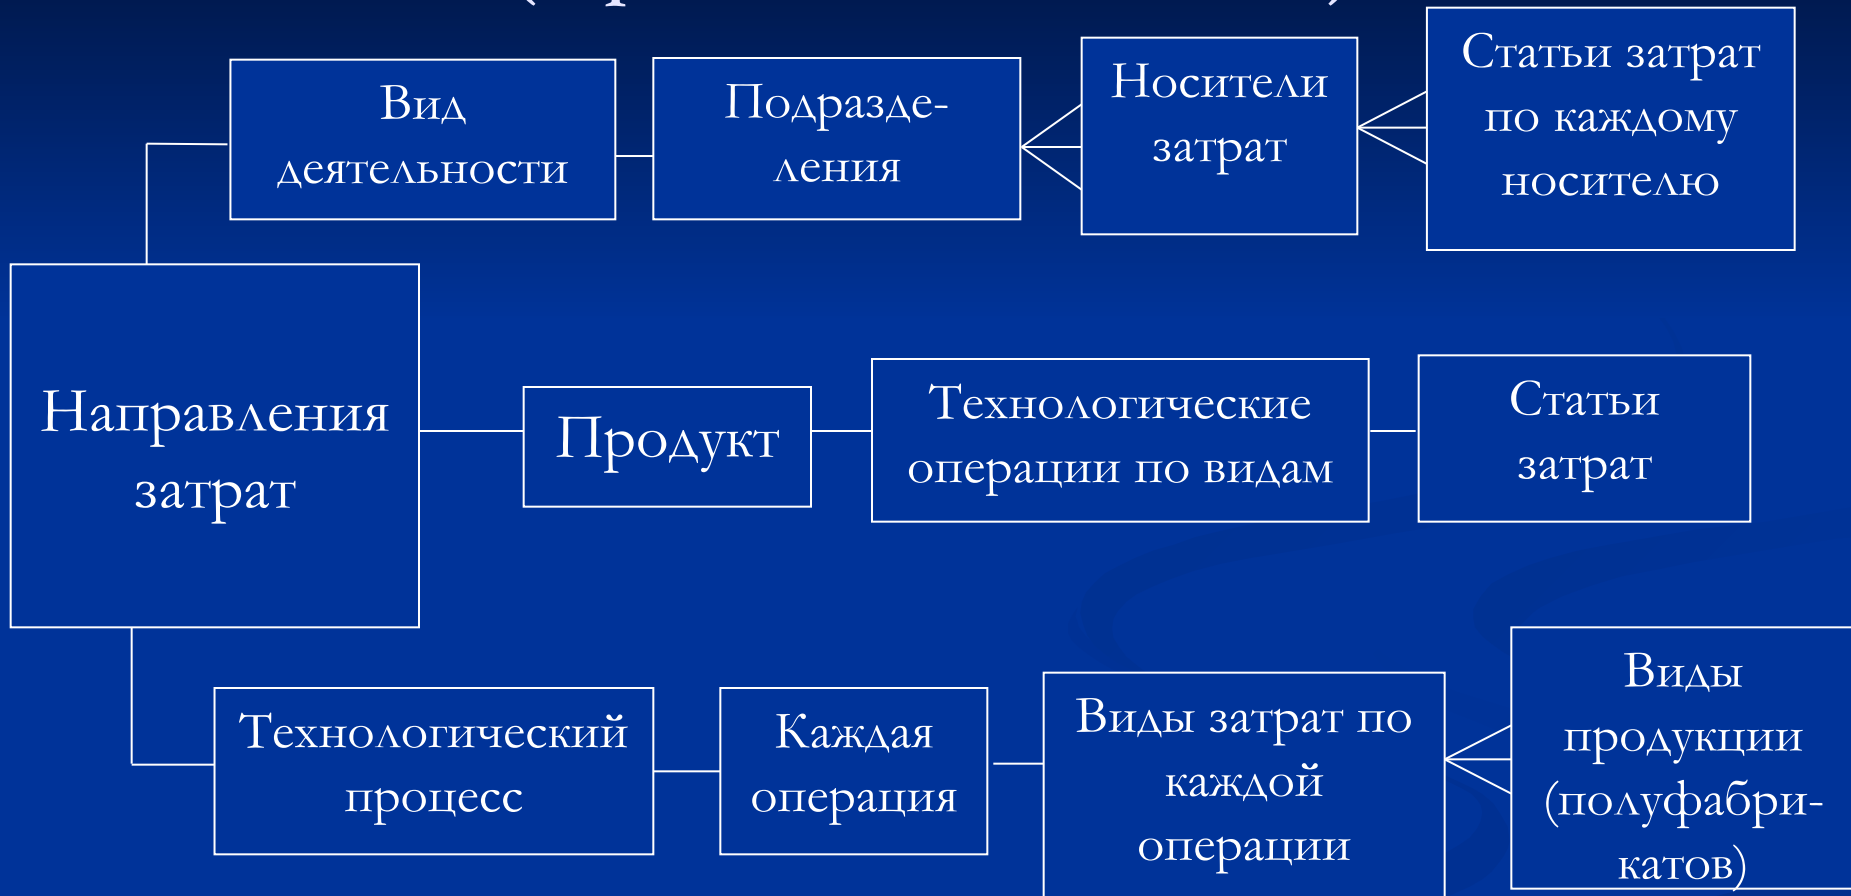 Вид
деятельности
Подразде-
ления
Носители
затрат
Статьи затрат
по каждому
носителю
Направления
затрат
Продукт
Технологические
операции по видам
Статьи
затрат
Технологический
процесс
Каждая
операция
Виды затрат по
каждой
операции
Виды
продукции
(полуфабри-
катов)